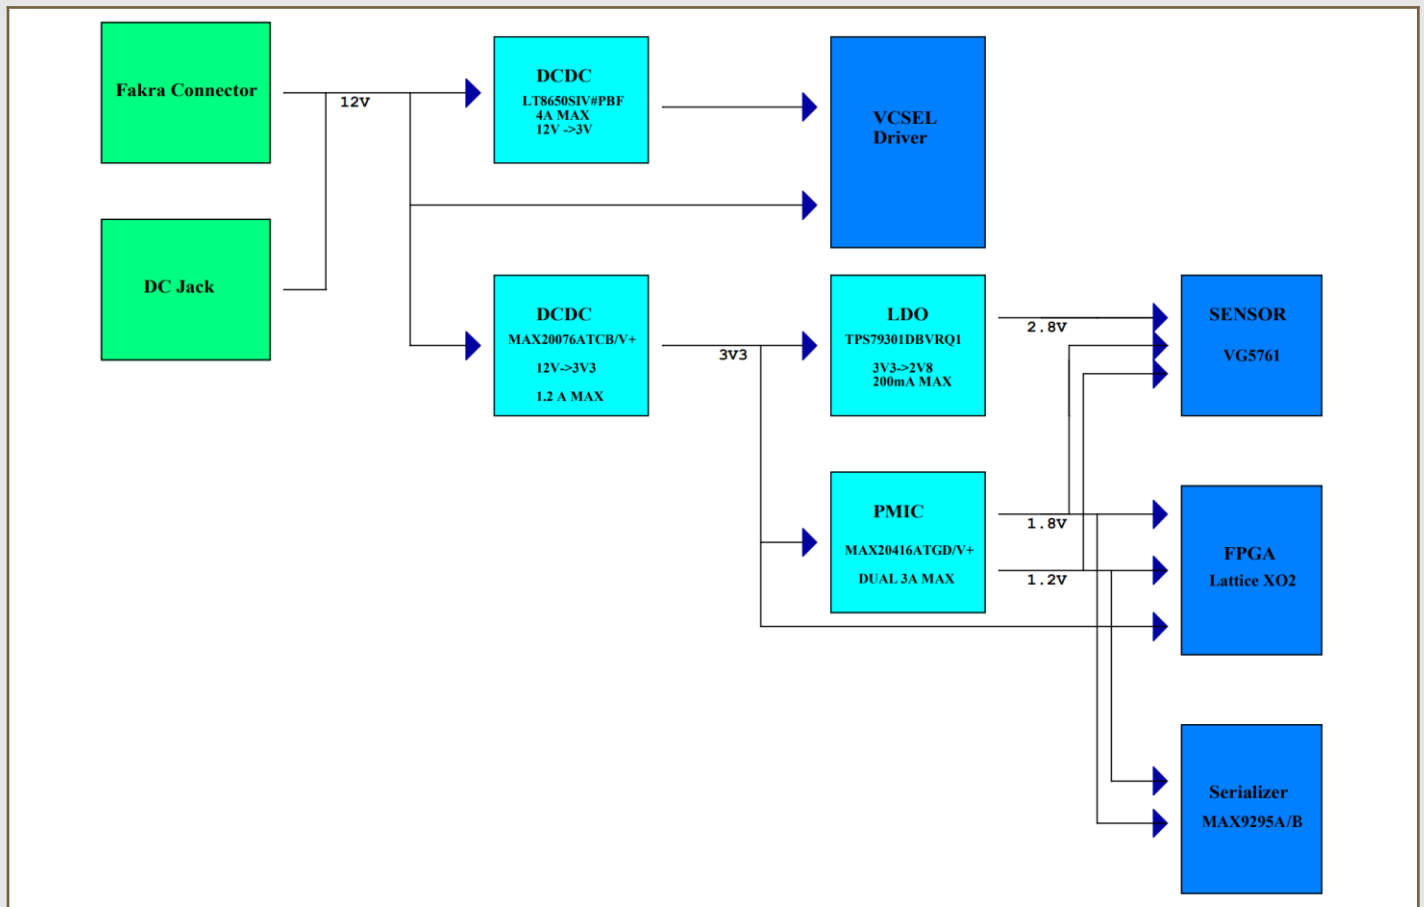 Fakra Connector
12V
DC Jack
DCDC
LT8650SIV#PBF
4A MAX
12V ->3V
VCSEL
Driver
DCDC
MAX20076ATCB/V+
12V->3V3
1.2 A MAX
3V3
LDO
TPS79301DBVRQ1
3V3->2V8
200mA MAX
2.8V
SENSOR
VG5761
PMIC
MAX20416ATGD/V+
DUAL 3A MAX
1.8V
1.2V
FPGA
Lattice XO2
Serializer
MAX9295A/B